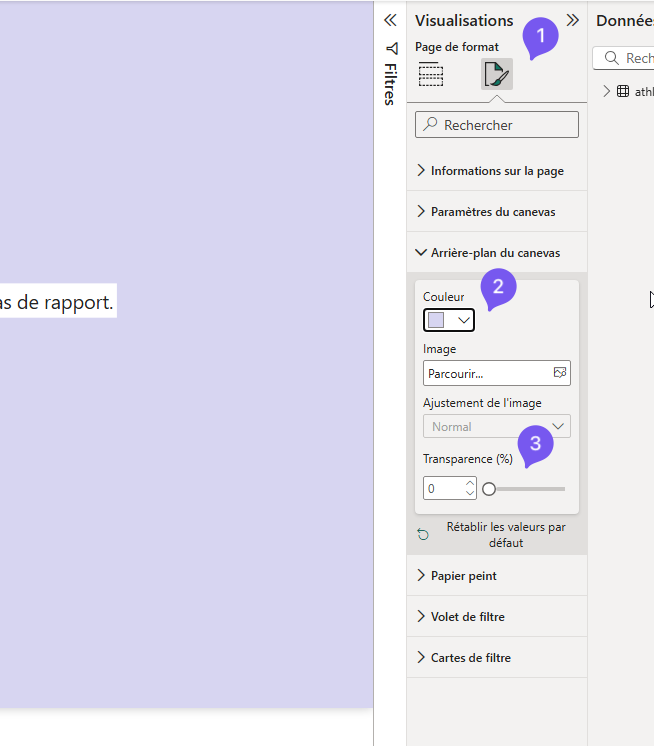 as de rapport.
Filtres
Visualisations
Page de format
1
Rechercher
Informations sur la page
Paramètres du canevas
Arrière-plan du canevas
Couleur
2
Image
Parcourir...
Ajustement de l'image
Normal
3
Transparence (%)
0
Rétablir les valeurs par
défaut
Papier peint
Volet de filtre
Cartes de filtre
Données
Rech
athl